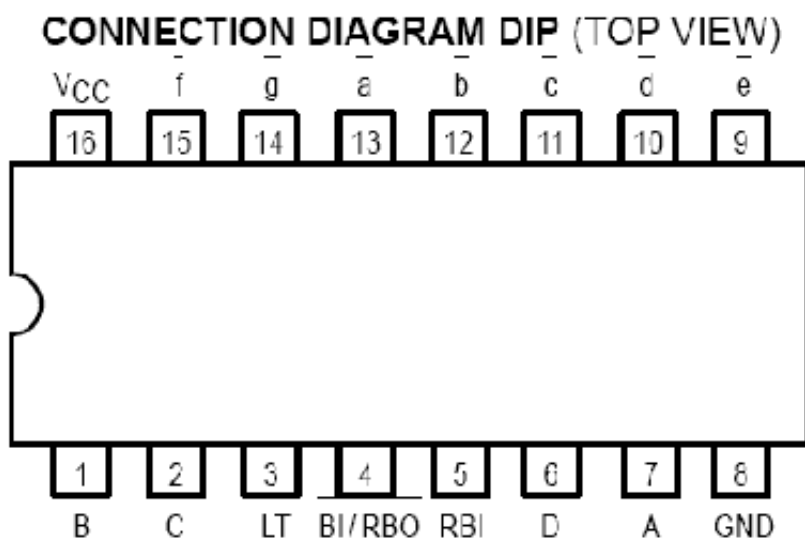 CONNECTION DIAGRAM DIP (TOP VIEW)
VCC f̅ g̅ a̅ b̅ c̅ d̅ e̅
16 15 14 13 12 11 10 9
1 2 3 4 5 6 7 8
B C LT BI/RBO RBI D A GND